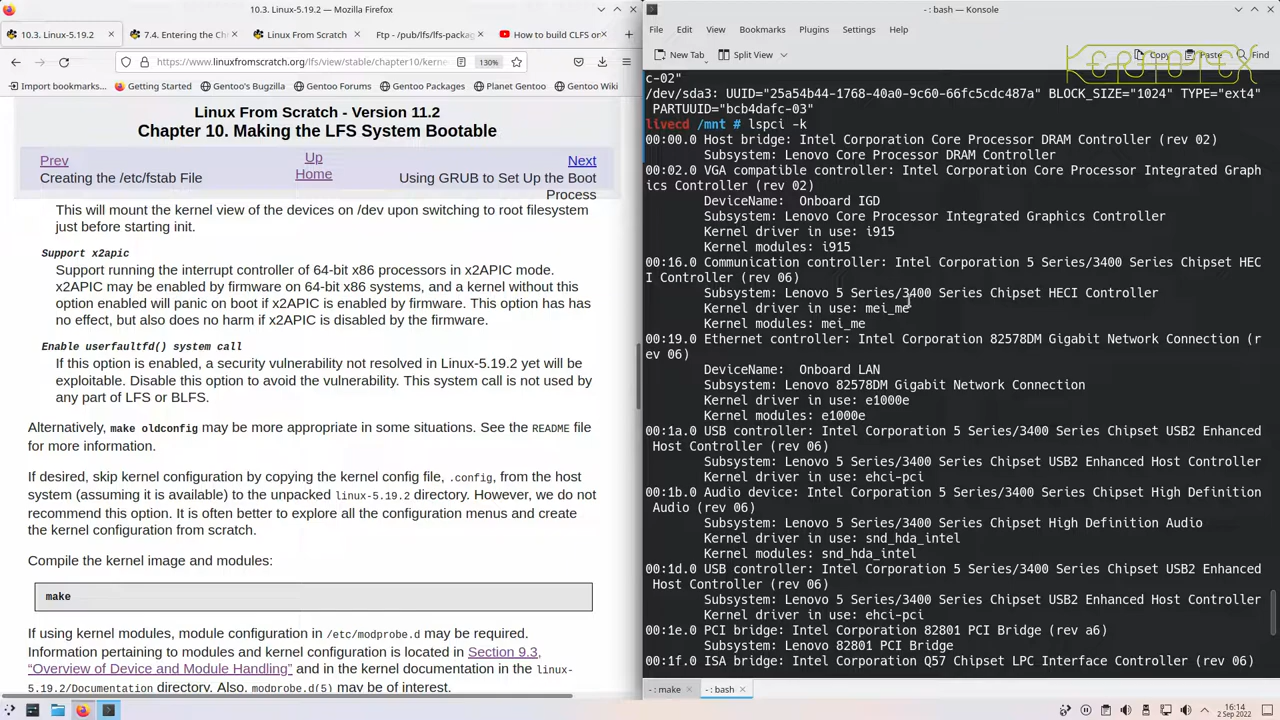 10.3. Linux-5.19.2 — Mozilla Firefox
10.3. Linux-5.19.2
7.4. Entering the Ch
Linux From Scratch
Ftp - /pub/lfs/lfs-packag
How to build CLFS on
https://www.linuxfromscratch.org/lfs/view/stable/chapter10/kerne
130%
Import bookmarks...
Getting Started
Gentoo's Bugzilla
Gentoo Forums
Gentoo Packages
Planet Gentoo
Gentoo Wiki
Linux From Scratch - Version 11.2
Chapter 10. Making the LFS System Bootable
Prev
Up
Next
Creating the /etc/fstab File
Home
Using GRUB to Set Up the Boot
Process
This will mount the kernel view of the devices on /dev upon switching to root filesystem
just before starting init.
Support x2apic
Support running the interrupt controller of 64-bit x86 processors in x2APIC mode.
x2APIC may be enabled by firmware on 64-bit x86 systems, and a kernel without this
option enabled will panic on boot if x2APIC is enabled by firmware. This option has has
no effect, but also does no harm if x2APIC is disabled by the firmware.
Enable userfaultfd() system call
If this option is enabled, a security vulnerability not resolved in Linux-5.19.2 yet will be
exploitable. Disable this option to avoid the vulnerability. This system call is not used by
any part of LFS or BLFS.
Alternatively, make oldconfig may be more appropriate in some situations. See the README file
for more information.
If desired, skip kernel configuration by copying the kernel config file, .config, from the host
system (assuming it is available) to the unpacked linux-5.19.2 directory. However, we do not
recommend this option. It is often better to explore all the configuration menus and create
the kernel configuration from scratch.
Compile the kernel image and modules:
make
If using kernel modules, module configuration in /etc/modprobe.d may be required.
Information pertaining to modules and kernel configuration is located in Section 9.3,
“Overview of Device and Module Handling” and in the kernel documentation in the linux-
5.19.2/Documentation directory. Also, modprobe.d(5) may be of interest.
- : bash — Konsole
File Edit View Bookmarks Plugins Settings Help
New Tab Split View Copy Paste Find
KERNOTEX
c-02"
/dev/sda3: UUID="25a54b44-1768-40a0-9c60-66fc5cdc487a" BLOCK_SIZE="1024" TYPE="ext4"
PARTUUID="bcb4dafc-03"
livecd /mnt # lspci -k
00:00.0 Host bridge: Intel Corporation Core Processor DRAM Controller (rev 02)
Subsystem: Lenovo Core Processor DRAM Controller
00:02.0 VGA compatible controller: Intel Corporation Core Processor Integrated Graph
ics Controller (rev 02)
DeviceName: Onboard IGD
Subsystem: Lenovo Core Processor Integrated Graphics Controller
Kernel driver in use: i915
Kernel modules: i915
00:16.0 Communication controller: Intel Corporation 5 Series/3400 Series Chipset HEC
I Controller (rev 06)
Subsystem: Lenovo 5 Series/3400 Series Chipset HECI Controller
Kernel driver in use: mei_me
Kernel modules: mei_me
00:19.0 Ethernet controller: Intel Corporation 82578DM Gigabit Network Connection (r
ev 06)
DeviceName: Onboard LAN
Subsystem: Lenovo 82578DM Gigabit Network Connection
Kernel driver in use: e1000e
Kernel modules: e1000e
00:1a.0 USB controller: Intel Corporation 5 Series/3400 Series Chipset USB2 Enhanced
Host Controller (rev 06)
Subsystem: Lenovo 5 Series/3400 Series Chipset USB2 Enhanced Host Controller
Kernel driver in use: ehci-pci
00:1b.0 Audio device: Intel Corporation 5 Series/3400 Series Chipset High Definition
Audio (rev 06)
Subsystem: Lenovo 5 Series/3400 Series Chipset High Definition Audio
Kernel driver in use: snd_hda_intel
Kernel modules: snd_hda_intel
00:1d.0 USB controller: Intel Corporation 5 Series/3400 Series Chipset USB2 Enhanced
Host Controller (rev 06)
Subsystem: Lenovo 5 Series/3400 Series Chipset USB2 Enhanced Host Controller
Kernel driver in use: ehci-pci
00:1e.0 PCI bridge: Intel Corporation 82801 PCI Bridge (rev a6)
Subsystem: Lenovo 82801 PCI Bridge
00:1f.0 ISA bridge: Intel Corporation Q57 Chipset LPC Interface Controller (rev 06)
- : make
- : bash
16:14
2 Sep 2022